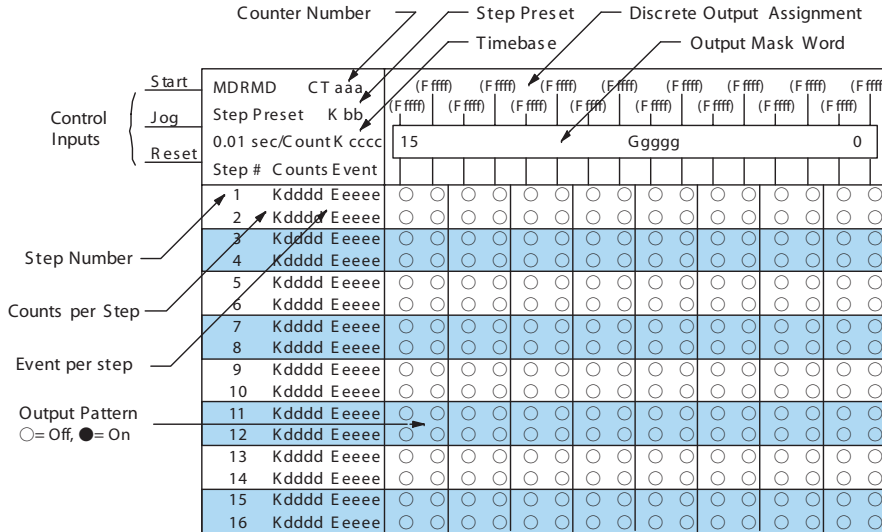 Counter Number
Step Preset
Discrete Output Assignment
Timebase
Output Mask Word
Control Inputs
Start
Jog
Reset
MDRMD CT aaa
Step Preset K bb
0.01 sec/Count K cccc
Step # Counts Event
(F ffff) (F ffff) (F ffff) (F ffff) (F ffff) (F ffff) (F ffff) (F ffff)
(F ffff) (F ffff) (F ffff) (F ffff) (F ffff) (F ffff) (F ffff) (F ffff)
15 Ggggg 0
1 Kdddd Eeeee
2 Kdddd Eeeee
3 Kdddd Eeeee
4 Kdddd Eeeee
5 Kdddd Eeeee
6 Kdddd Eeeee
7 Kdddd Eeeee
8 Kdddd Eeeee
9 Kdddd Eeeee
10 Kdddd Eeeee
11 Kdddd Eeeee
12 Kdddd Eeeee
13 Kdddd Eeeee
14 Kdddd Eeeee
15 Kdddd Eeeee
16 Kdddd Eeeee
Step Number
Counts per Step
Event per step
Output Pattern
○= Off, ●= On